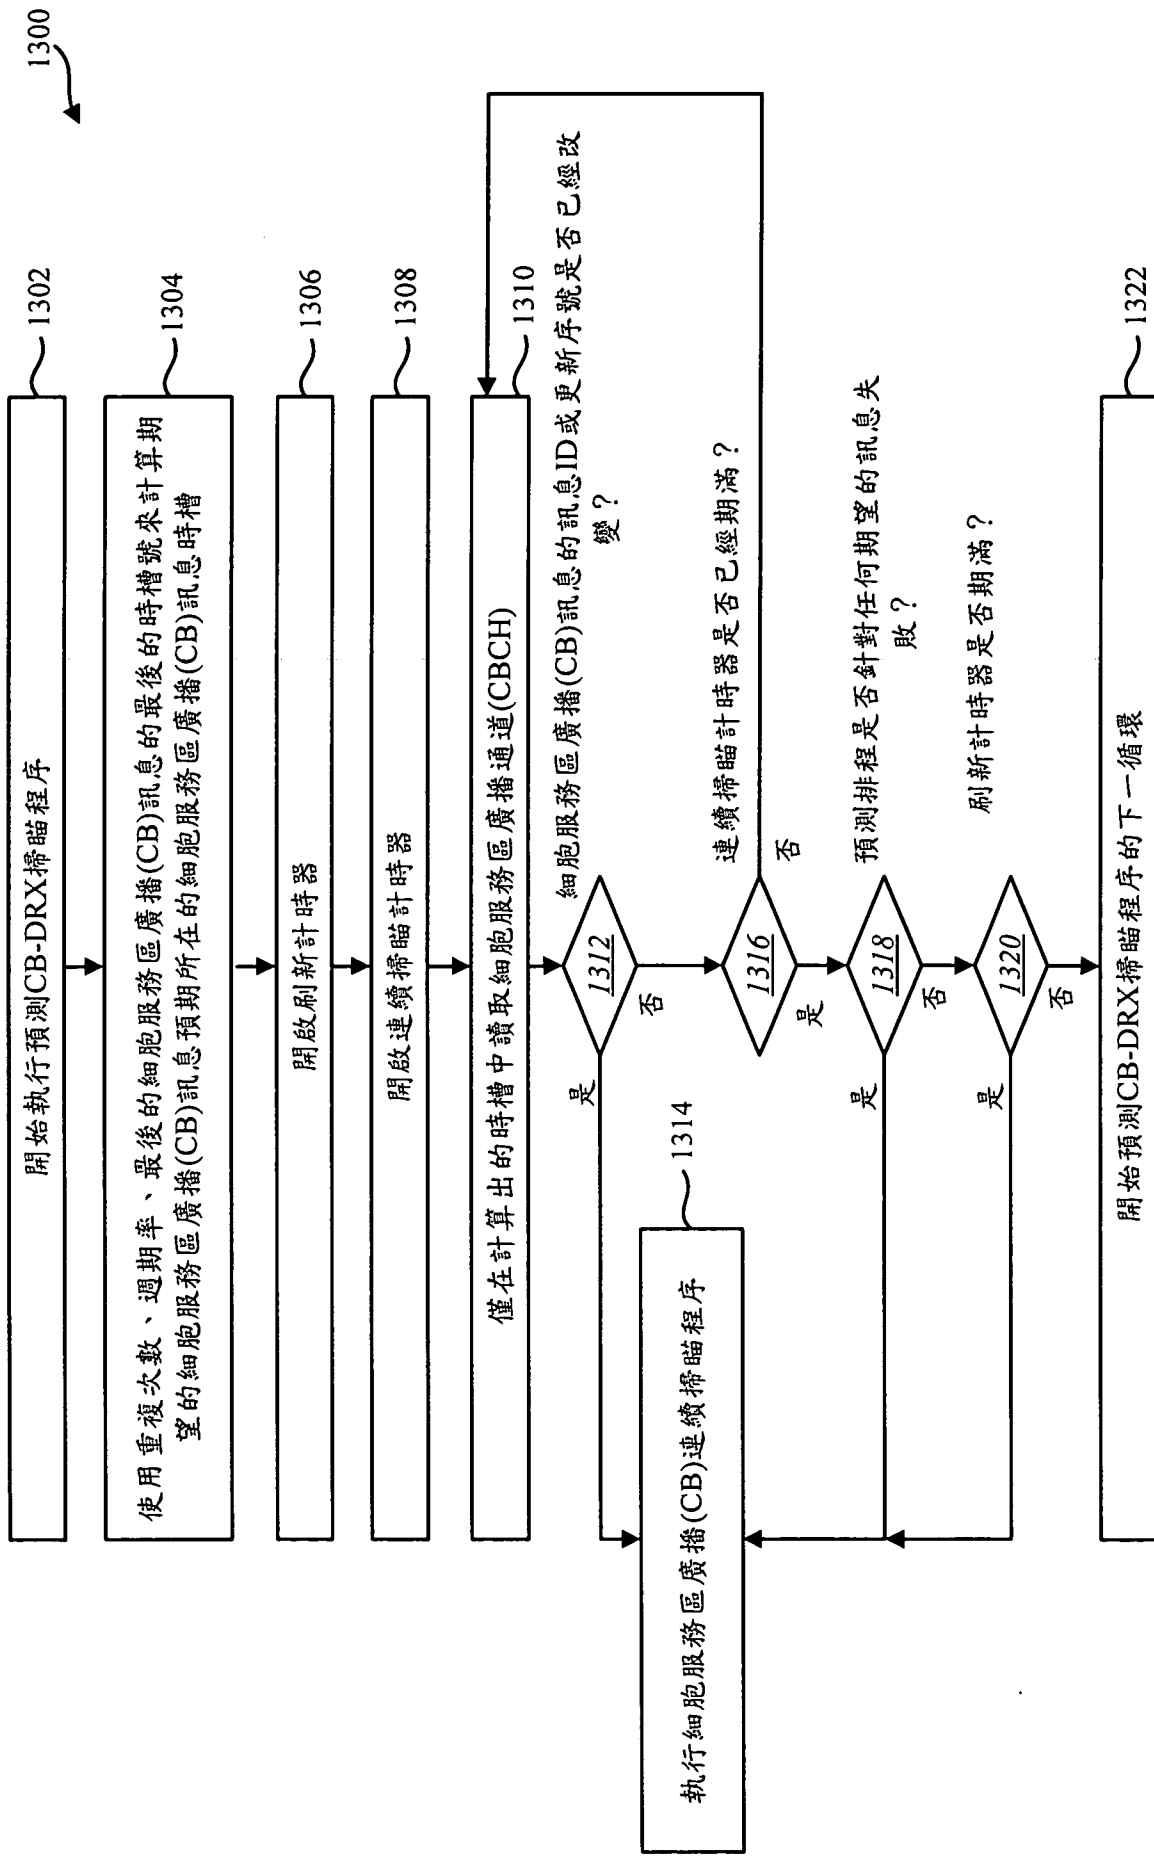 1300
開始執行預測CB-DRX掃瞄程序
1302
使用重複次數、週期率、最後的細胞服務區廣播(CB)訊息的最後的時槽號來計算期
望的細胞服務區廣播(CB)訊息預期所在的細胞服務區廣播(CB)訊息時槽
1304
開啟刷新計時器
1306
開啟連續掃瞄計時器
1308
僅在計算出的時槽中讀取細胞服務區廣播通道(CBCH)
1310
細胞服務區廣播(CB)訊息的訊息ID或更新序號是否已經改
變？
1312
是
否
執行細胞服務區廣播(CB)連續掃瞄程序
1314
連續掃瞄計時器是否已經期滿？
1316
否
是
預測排程是否針對任何期望的訊息失
敗？
1318
是
否
刷新計時器是否期滿？
1320
是
否
開始預測CB-DRX掃瞄程序的下一循環
1322